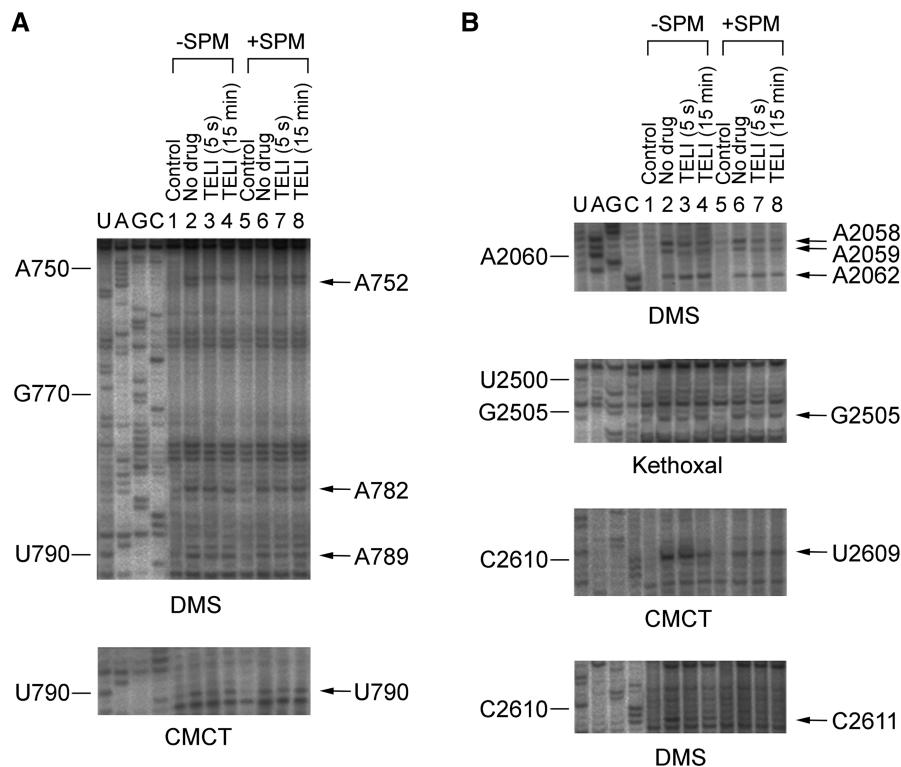 A
-SPM +SPM
Control
No drug
TELI (5 s)
TELI (15 min)
Control
No drug
TELI (5 s)
TELI (15 min)
U A G C 1 2 3 4 5 6 7 8
A750
A752
G770
A782
U790
A789
DMS
U790
U790
CMCT
B
-SPM +SPM
Control
No drug
TELI (5 s)
TELI (15 min)
Control
No drug
TELI (5 s)
TELI (15 min)
U A G C 1 2 3 4 5 6 7 8
A2058
A2060
A2059
A2062
DMS
U2500
G2505
G2505
Kethoxal
C2610
U2609
CMCT
C2610
C2611
DMS